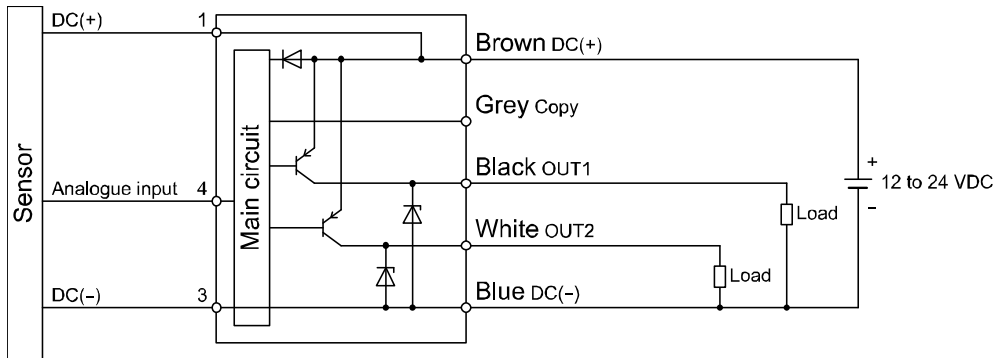 Sensor
DC(+)
1
Analogue input
4
DC(−)
3
Main circuit
Brown DC(+)
Grey Copy
Black OUT1
White OUT2
Blue DC(−)
Load
Load
+
12 to 24 VDC
−